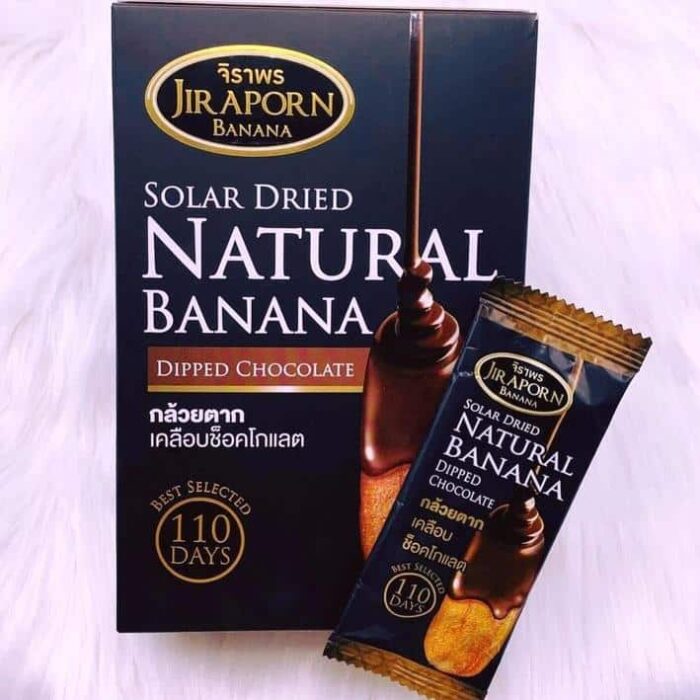 จิราพร
JIRAPORN
BANANA
SOLAR DRIED
NATURAL
BANANA
DIPPED CHOCOLATE
กล้วยตาก
เคลือบช็อคโกแลต
BEST SELECTED
110
DAYS
จิราพร
JIRAPORN
BANANA
SOLAR DRIED
NATURAL
BANANA
DIPPED
CHOCOLATE
กล้วยตาก
เคลือบ
ช็อคโกแลต
BEST SELECTED
110
DAYS